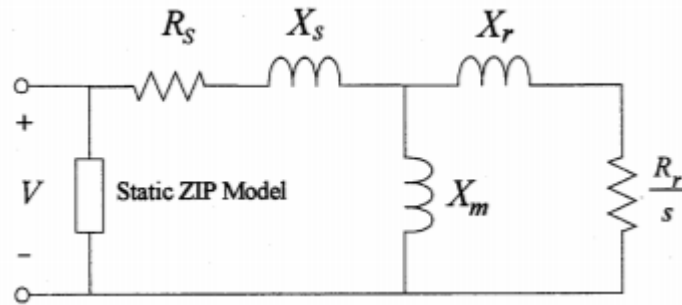 R_S
X_s
X_r
+
V
Static ZIP Model
X_m
R_r
s
−